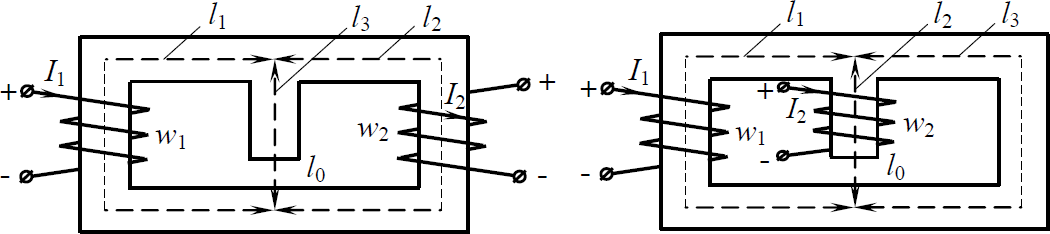 l1 l3 l2
I1 I2
+ +
w1 w2
- l0 -
l1 l2 l3
I1
+ +
w1 I2 w2
- - l0